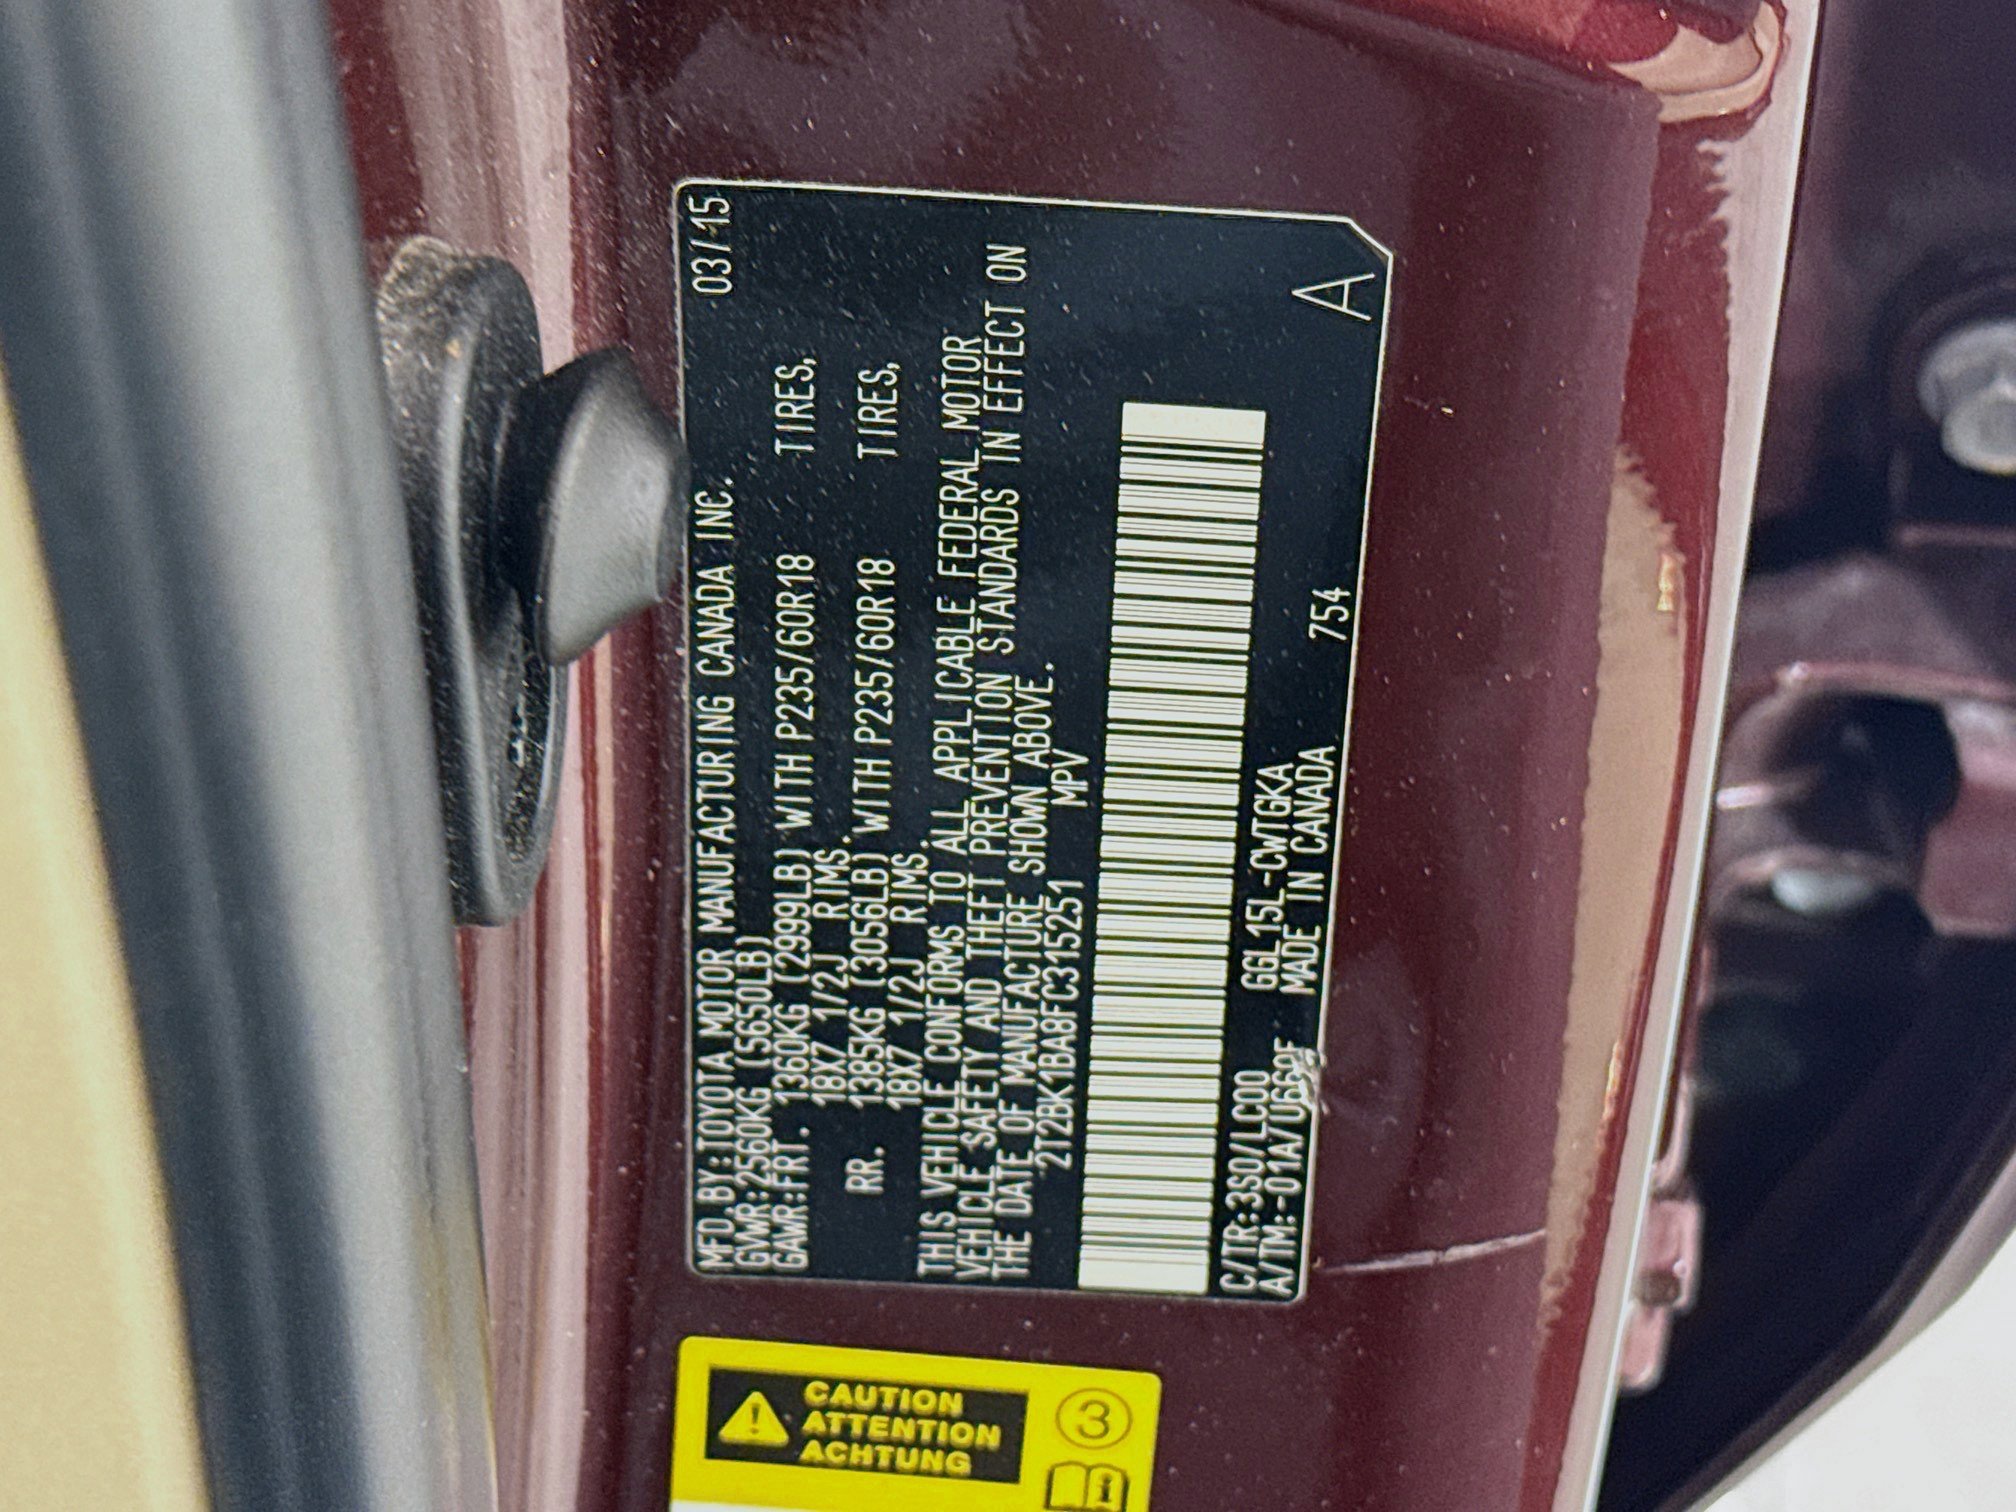 MFD.BY:TOYOTA MOTOR MANUFACTURING CANADA INC. 03/15
GVWR:2560KG (5650LB)
GAWR:FRT. 1360KG (2999LB) WITH P235/60R18 TIRES,
18X7 1/2J RIMS.
RR. 1385KG (3056LB) WITH P235/60R18 TIRES,
18X7 1/2J RIMS.
THIS VEHICLE CONFORMS TO ALL APPLICABLE FEDERAL MOTOR
VEHICLE SAFETY AND THEFT PREVENTION STANDARDS IN EFFECT ON
THE DATE OF MANUFACTURE SHOWN ABOVE.
2T2BK1BA8FC315251 MPV
C/TR:3S0/LC00 GGL15L-CWTGKA
A/TM:-01A/U660F MADE IN CANADA 754
A
CAUTION
ATTENTION
ACHTUNG
3